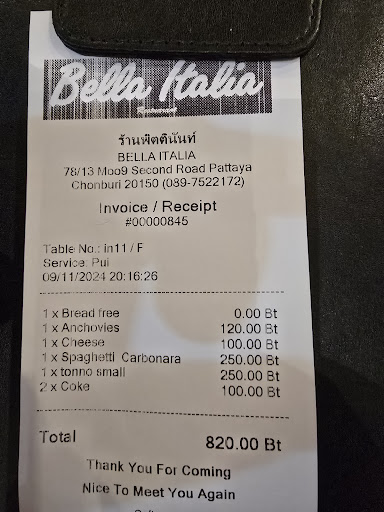 Bella Italia
Restaurant
ร้านพิตตินันท์
BELLA ITALIA
78/13 Moo9 Second Road Pattaya
Chonburi 20150 (089-7522172)
Invoice / Receipt
#00000845
Table No.: in11 / F
Service: Pui
09/11/2024 20:16:26
1 x Bread free 0.00 Bt
1 x Anchovies 120.00 Bt
1 x Cheese 100.00 Bt
1 x Spaghetti Carbonara 250.00 Bt
1 x tonno small 250.00 Bt
2 x Coke 100.00 Bt
Total 820.00 Bt
Thank You For Coming
Nice To Meet You Again